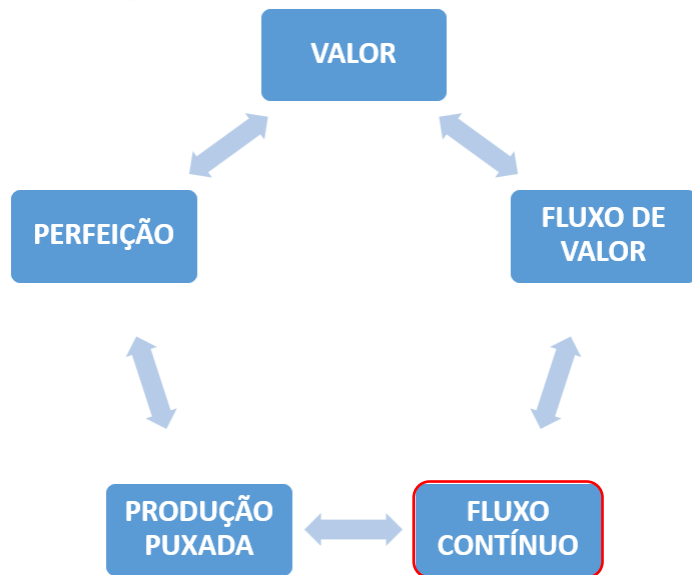 VALOR
PERFEIÇÃO
FLUXO DE
VALOR
PRODUÇÃO
PUXADA
FLUXO
CONTÍNUO